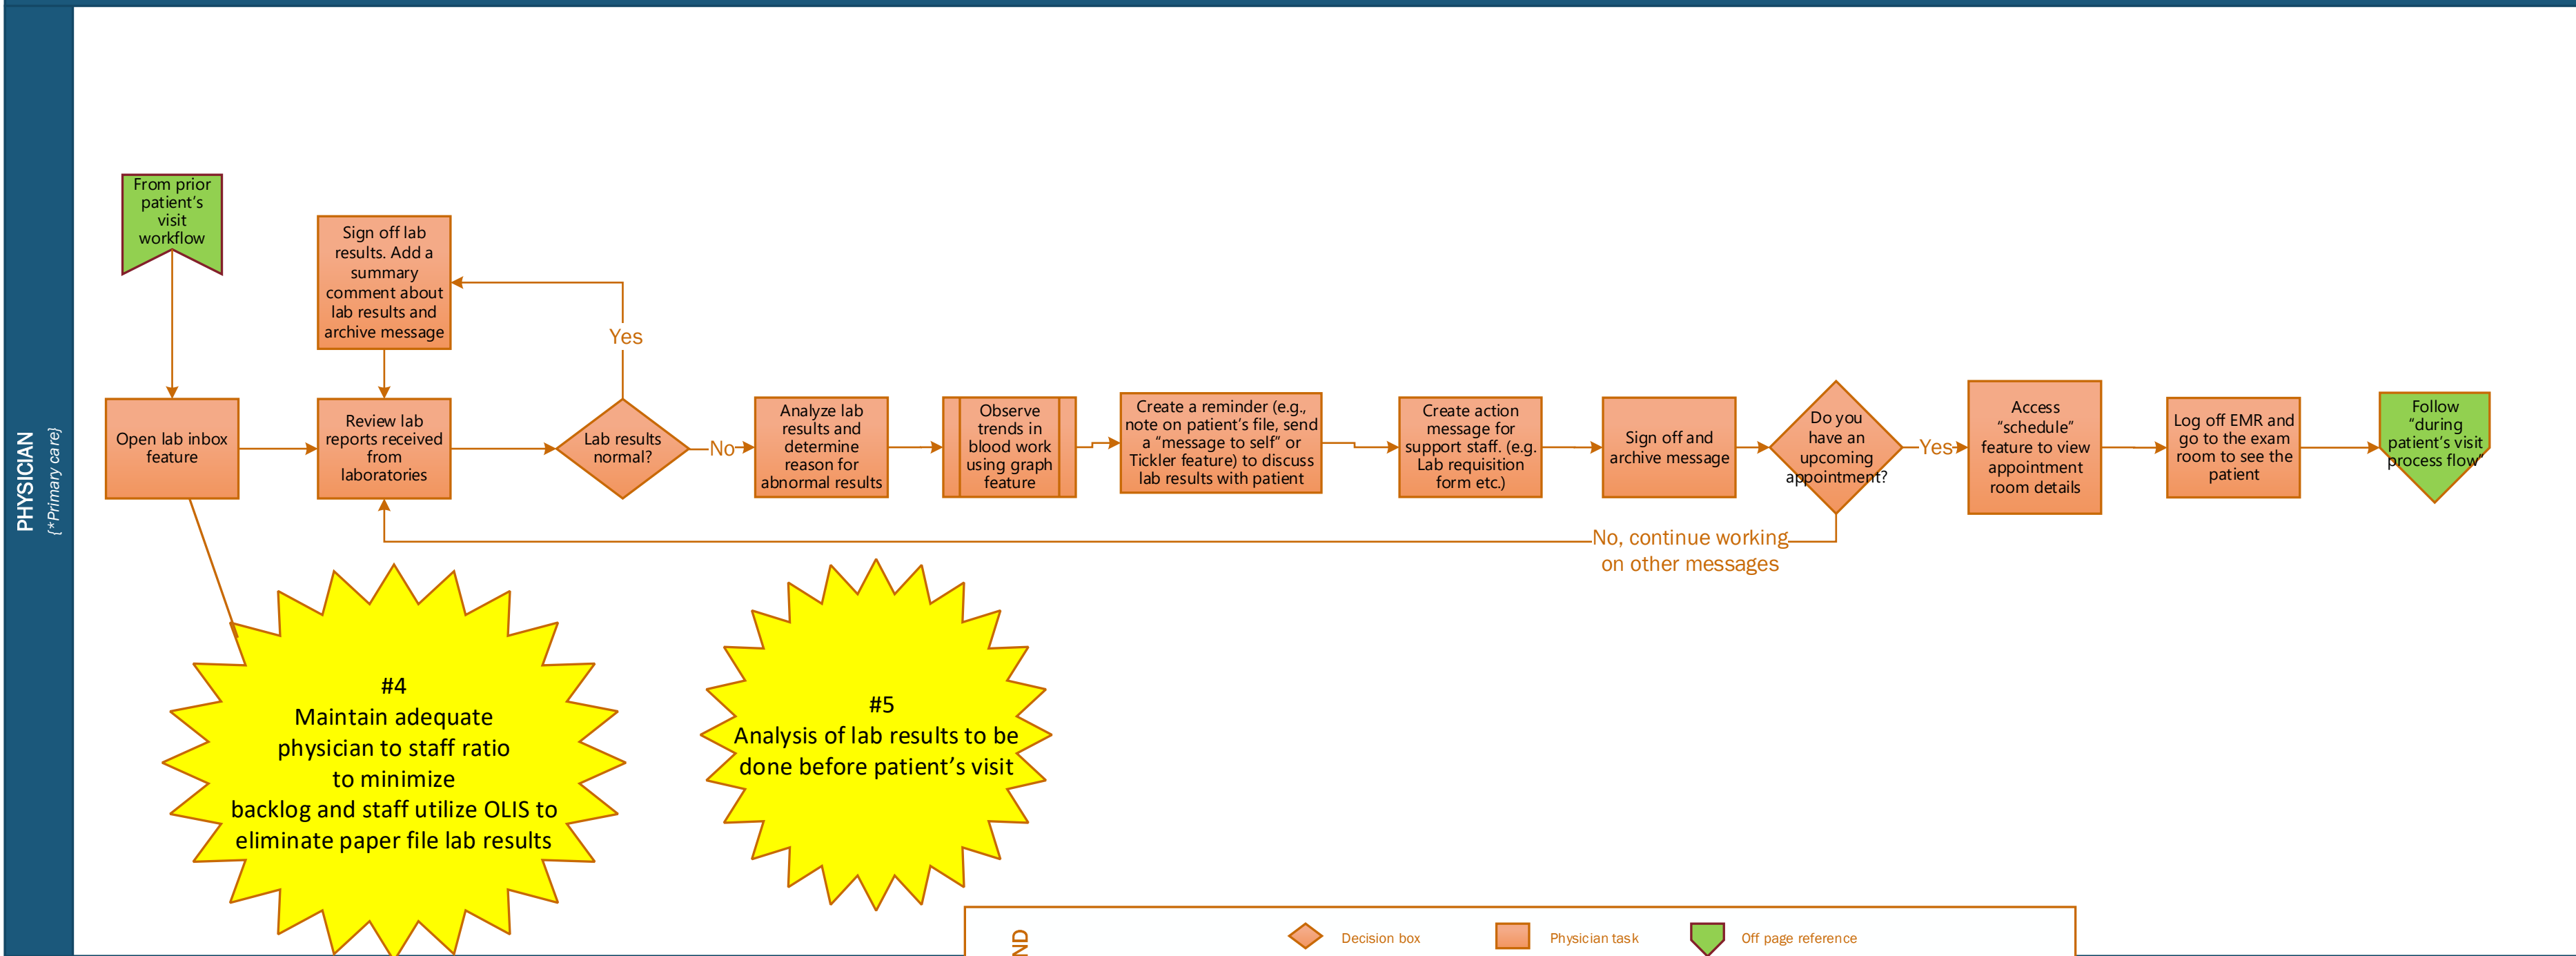 PHYSICIAN
{*Primary care}
From prior
patient's
visit
workflow
Open lab inbox
feature
Sign off lab
results. Add a
summary
comment about
lab results and
archive message
Review lab
reports received
from
laboratories
Lab results
normal?
Yes
No
Analyze lab
results and
determine
reason for
abnormal results
Observe
trends in
blood work
using graph
feature
Create a reminder (e.g.,
note on patient's file, send
a “message to self” or
Tickler feature) to discuss
lab results with patient
Create action
message for
support staff. (e.g.
Lab requisition
form etc.)
Sign off and
archive message
Do you
have an
upcoming
appointment?
Yes
No, continue working
on other messages
Access
“schedule”
feature to view
appointment
room details
Log off EMR and
go to the exam
room to see the
patient
Follow
“during
patient's visit
process flow”
#4
Maintain adequate
physician to staff ratio
to minimize
backlog and staff utilize OLIS to
eliminate paper file lab results
#5
Analysis of lab results to be
done before patient’s visit
ND
Decision box
Physician task
Off page reference